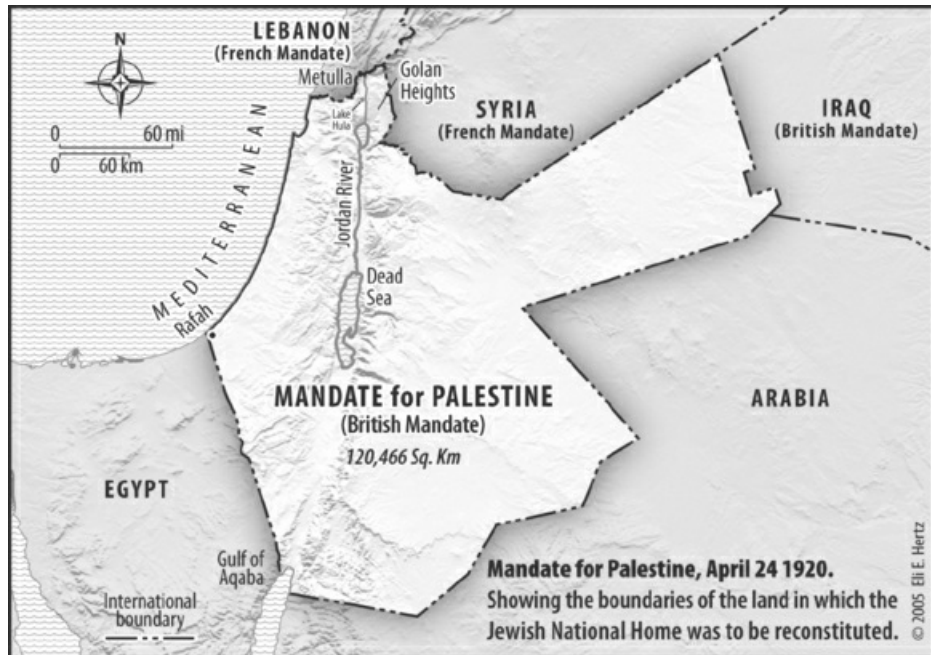 LEBANON
(French Mandate)
Metulla
Golan
Heights
N
0 60 mi
0 60 km
Lake
Hula
SYRIA
(French Mandate)
IRAQ
(British Mandate)
MEDITERRANEAN
Jordan River
Dead
Sea
Rafah
MANDATE for PALESTINE
(British Mandate)
120,466 Sq. Km
ARABIA
EGYPT
Gulf of
Aqaba
International
boundary
Mandate for Palestine, April 24 1920.
Showing the boundaries of the land in which the
Jewish National Home was to be reconstituted.
© 2005 Eli E. Hertz